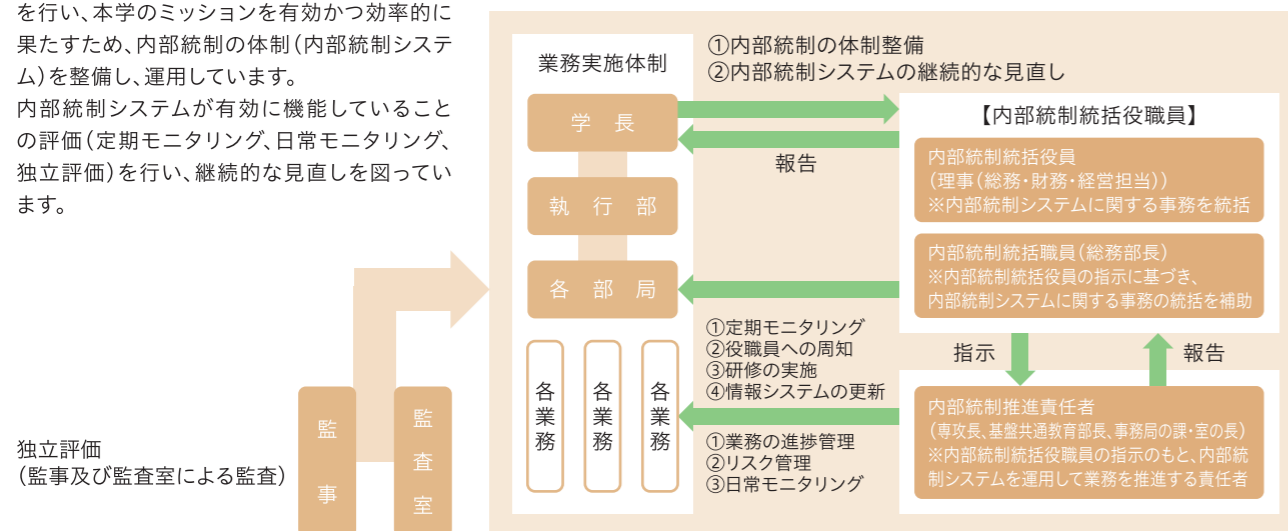 を行い、本学のミッションを有効かつ効率的に
果たすため、内部統制の体制（内部統制システ
ム）を整備し、運用しています。
内部統制システムが有効に機能していること
の評価（定期モニタリング、日常モニタリング、
独立評価）を行い、継続的な見直しを図ってい
ます。
独立評価
（監事及び監査室による監査）
監事
監査室
業務実施体制
学長
執行部
各部局
各業務
各業務
各業務
①内部統制の体制整備
②内部統制システムの継続的な見直し
報告
①定期モニタリング
②役職員への周知
③研修の実施
④情報システムの更新
①業務の進捗管理
②リスク管理
③日常モニタリング
【内部統制統括役職員】
内部統制統括役員
（理事（総務・財務・経営担当））
※内部統制システムに関する事務を統括
内部統制統括職員（総務部長）
※内部統制統括役員の指示に基づき、
内部統制システムに関する事務の統括を補助
指示
報告
内部統制推進責任者
（専攻長、基盤共通教育部長、事務局の課・室の長）
※内部統制統括役職員の指示のもと、内部統
制システムを運用して業務を推進する責任者